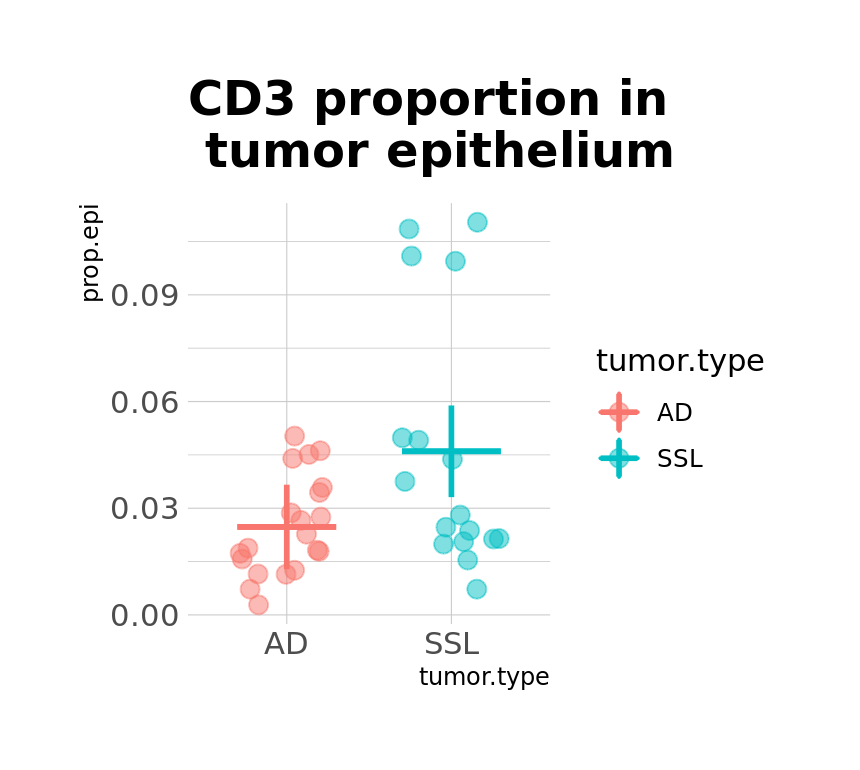 CD3 proportion in
tumor epithelium
prop.epi
0.09
0.06
0.03
0.00
AD
SSL
tumor.type
tumor.type
AD
SSL